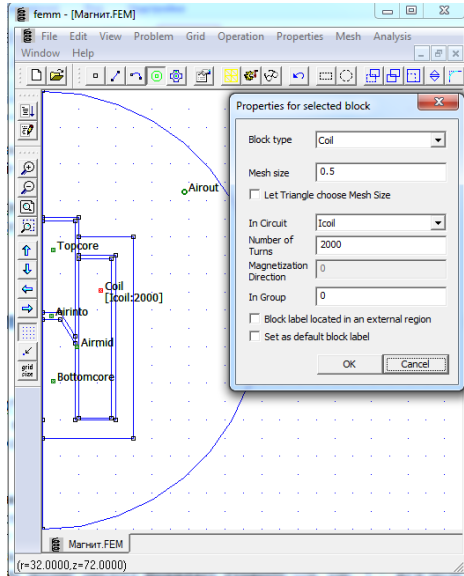 femm - [Магнит.FEM]
File Edit View Problem Grid Operation Properties Mesh Analysis
Window Help
Properties for selected block
Block type Coil
Mesh size 0.5
Let Triangle choose Mesh Size
In Circuit Icoil
Number of Turns 2000
Magnetization Direction 0
In Group 0
Block label located in an external region
Set as default block label
OK Cancel
Airout
Topcore
Coil
[Icoil:2000]
Airinto
Airmid
Bottomcore
grid size
Магнит.FEM
(r=32.0000,z=72.0000)